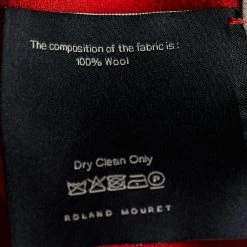 The composition of the fabric is :
100% Wool
Dry Clean Only
ROLAND MOURET